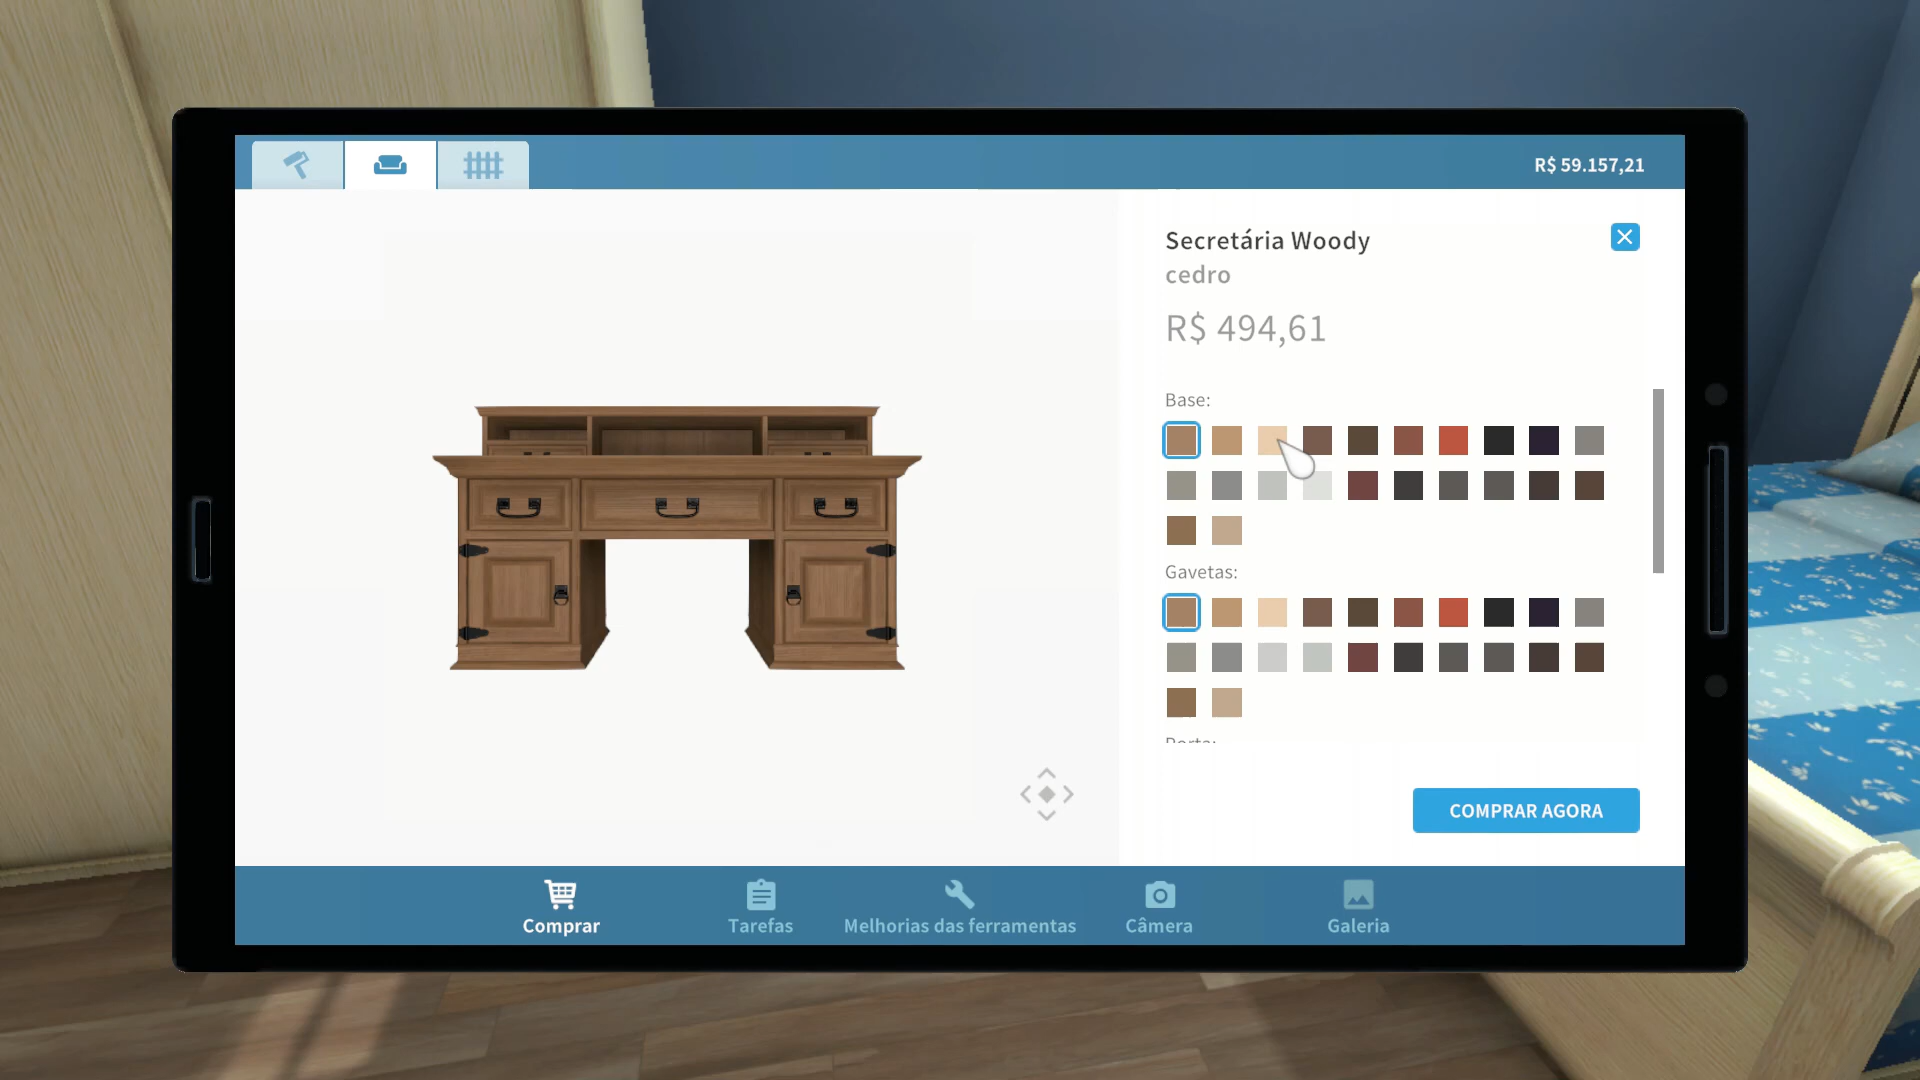 R$ 59.157,21
Secretária Woody
cedro
R$ 494,61
Base:
Gavetas:
Porta:
COMPRAR AGORA
Comprar
Tarefas
Melhorias das ferramentas
Câmera
Galeria